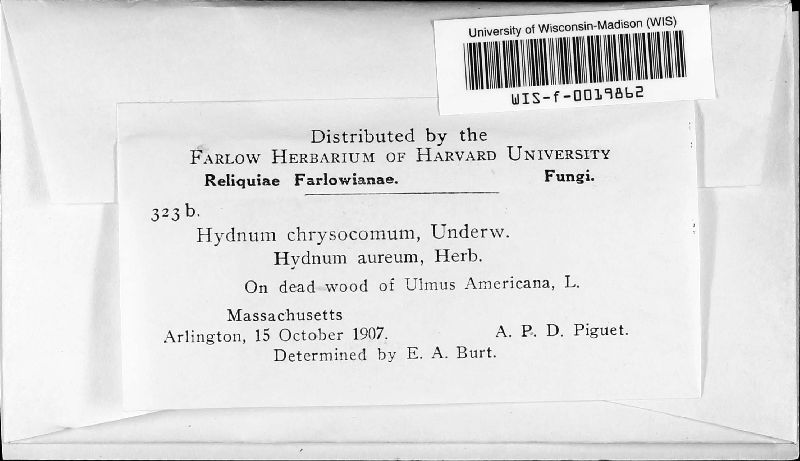 University of Wisconsin-Madison (WIS)
WIS-f-0019862
Distributed by the
FARLOW HERBARIUM OF HARVARD UNIVERSITY
Reliquiae Farlowianae. Fungi.
323 b.
Hydnum chrysocomum, Underw.
Hydnum aureum, Herb.
On dead wood of Ulmus Americana, L.
Massachusetts
Arlington, 15 October 1907. A. P. D. Piguet.
Determined by E. A. Burt.